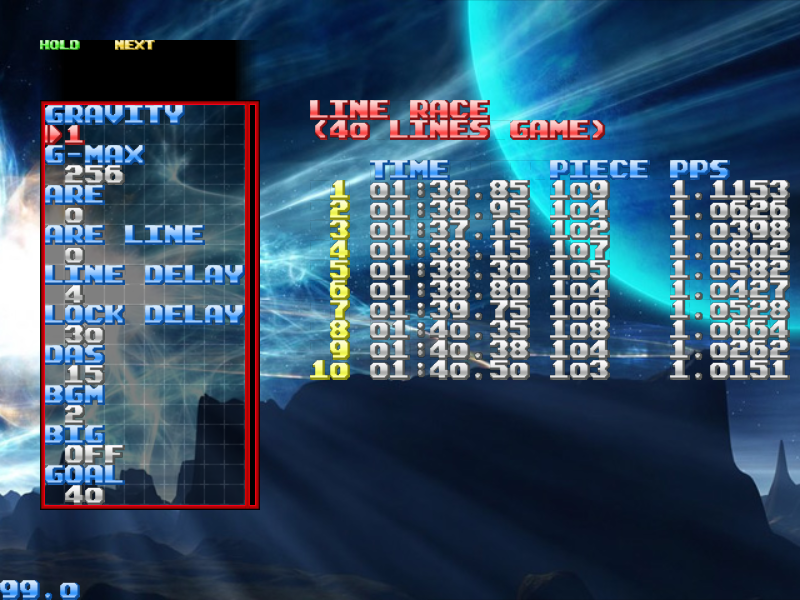 HOLD NEXT
GRAVITY
1
G-MAX
256
ARE
0
ARE LINE
0
LINE DELAY
4
LOCK DELAY
30
DAS
15
BGM
2
BIG
OFF
GOAL
40
LINE RACE
(40 LINES GAME)
TIME PIECE PPS
1 01:36.85 109 1.1153
2 01:36.95 104 1.0626
3 01:37.15 102 1.0398
4 01:38.15 107 1.0802
5 01:38.30 105 1.0582
6 01:38.80 104 1.0427
7 01:39.75 106 1.0528
8 01:40.35 108 1.0664
9 01:40.38 104 1.0262
10 01:40.50 103 1.0151
99.0